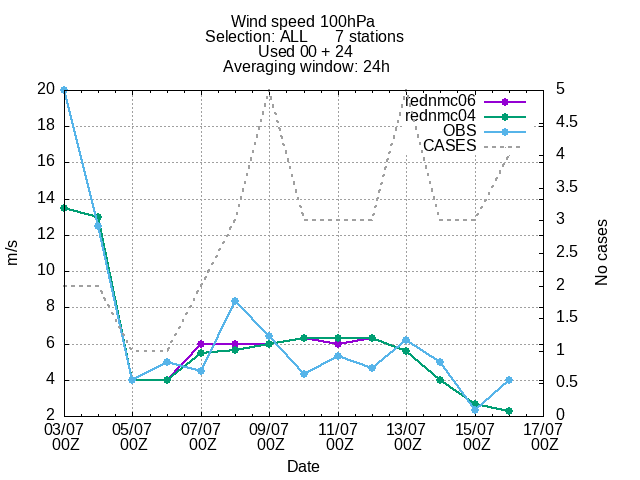 Wind speed 100hPa
Selection: ALL 7 stations
Used 00 + 24
Averaging window: 24h
rednmc06
rednmc04
OBS
CASES
20
18
16
14
12
10
8
6
4
2
m/s
5
4.5
4
3.5
3
2.5
2
1.5
1
0.5
0
No cases
03/07 05/07 07/07 09/07 11/07 13/07 15/07 17/07
00Z 00Z 00Z 00Z 00Z 00Z 00Z 00Z
Date